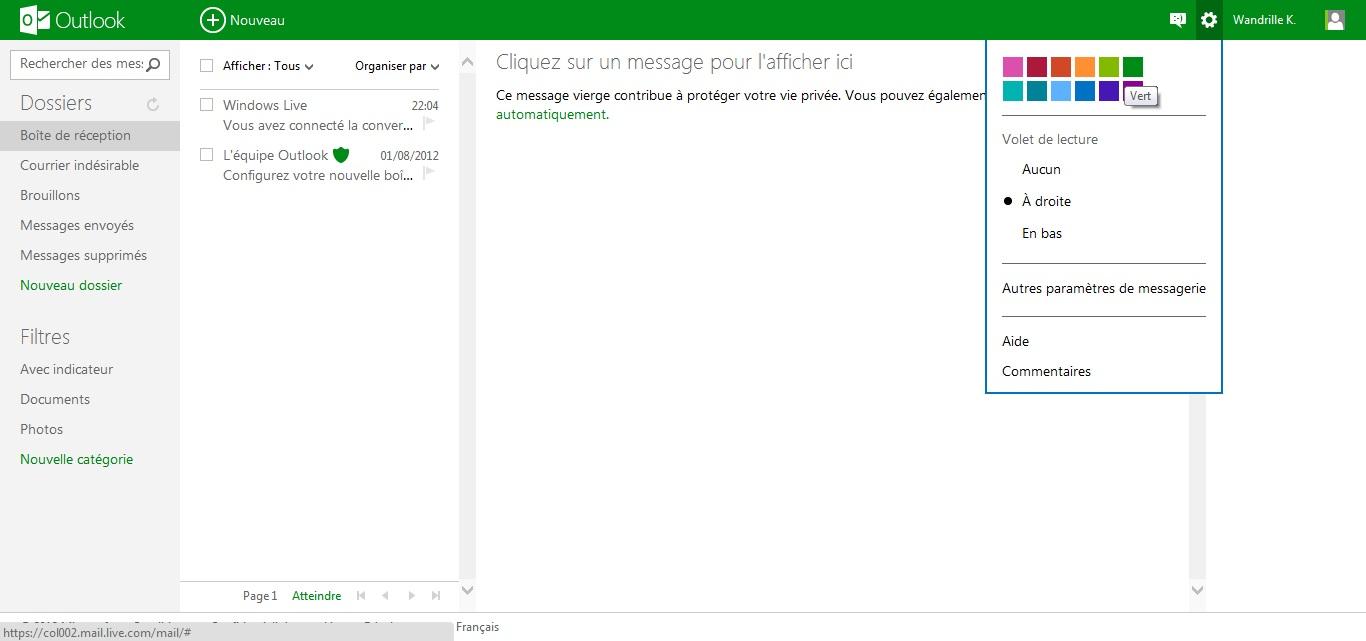 Outlook
Nouveau
Wandrille K.
Rechercher des mes
Dossiers
Boîte de réception
Courrier indésirable
Brouillons
Messages envoyés
Messages supprimés
Nouveau dossier
Filtres
Avec indicateur
Documents
Photos
Nouvelle catégorie
Afficher : Tous
Organiser par
Windows Live 22:04
Vous avez connecté la conver...
L'équipe Outlook 01/08/2012
Configurez votre nouvelle boî...
Page 1 Atteindre
Cliquez sur un message pour l'afficher ici
Ce message vierge contribue à protéger votre vie privée. Vous pouvez égalemen
automatiquement.
Vert
Volet de lecture
Aucun
À droite
En bas
Autres paramètres de messagerie
Aide
Commentaires
Français
https://col002.mail.live.com/mail/#